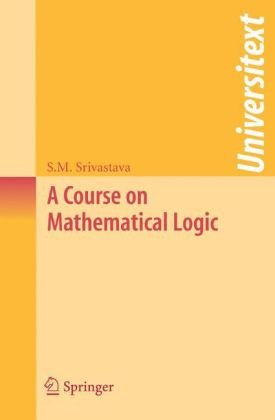 Universitext
S.M. Srivastava
A Course on
Mathematical Logic
Springer